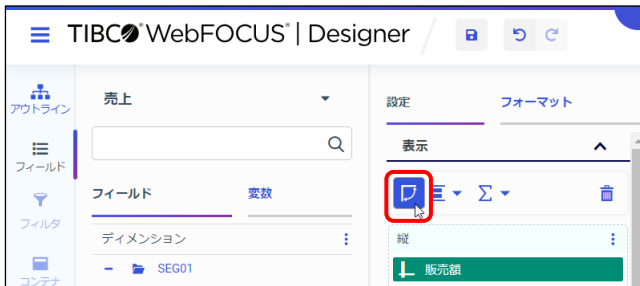 TIBCO® WebFOCUS® | Designer
アウトライン
フィールド
フィルタ
コンテナ
売上
フィールド
変数
ディメンション
SEG01
設定
フォーマット
表示
縦
販売額